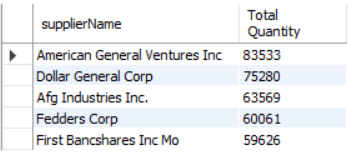 supplierName Total
Quantity
American General Ventures Inc 83533
Dollar General Corp 75280
Afg Industries Inc. 63569
Fedders Corp 60061
First Bancshares Inc Mo 59626